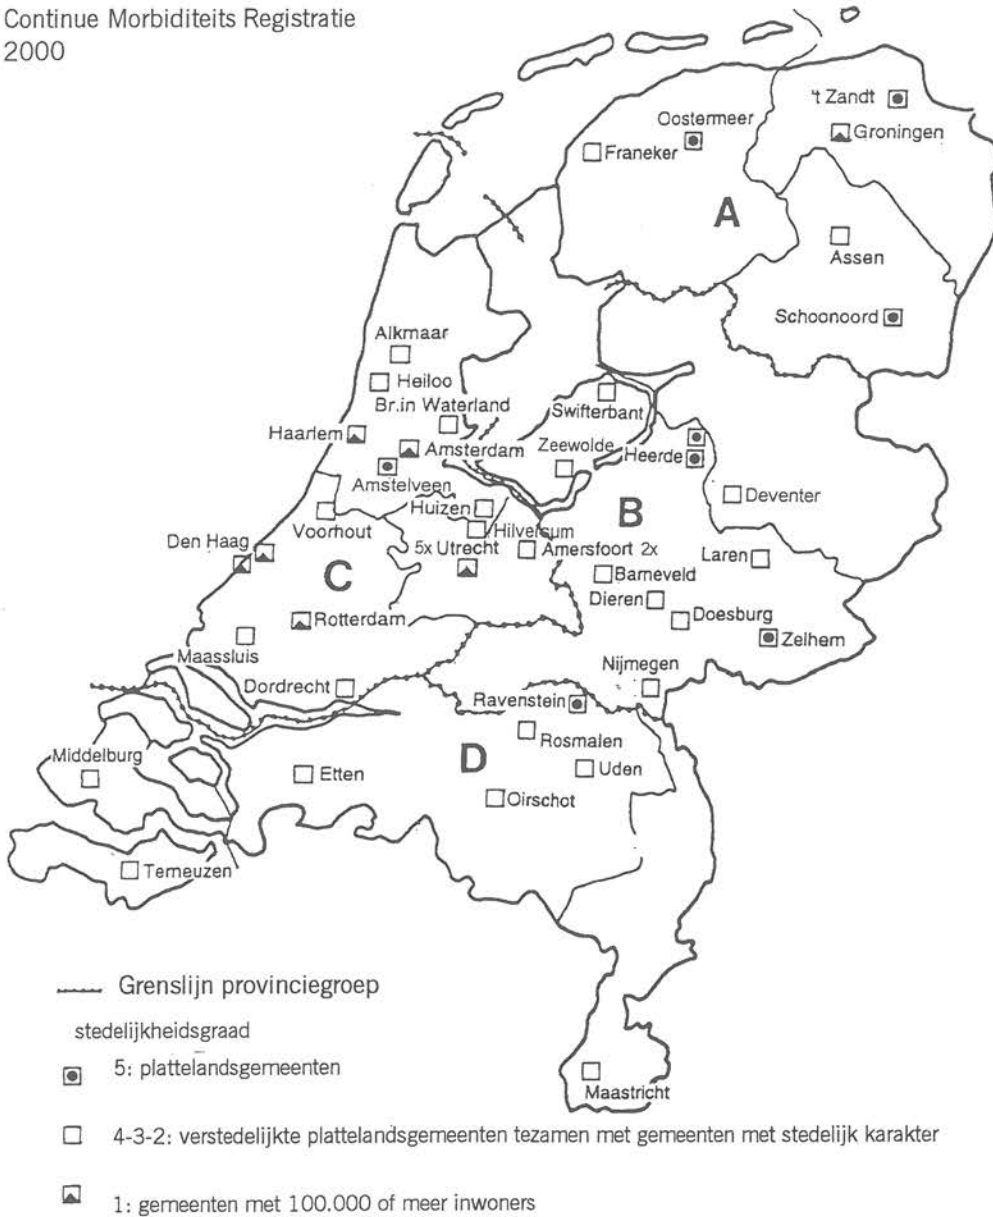 Continue Morbiditeits Registratie
2000
't Zandt
Oostermeer
Groningen
Franeker
A
Assen
Schoonoord
Alkmaar
Heiloo
Br.in Waterland
Swifterbant
Haarlem
Amsterdam
Zeewolde
Heerde
Amstelveen
Deventer
Huizen
B
Voorhout
Hilversum
Den Haag
5x Utrecht
Amersfoort 2x
Laren
C
Barneveld
Dieren
Rotterdam
Doesburg
Zelhem
Maassluis
Nijmegen
Dordrecht
Ravenstein
Rosmalen
Middelburg
D
Etten
Uden
Oirschot
Terneuzen
Grenslijn provinciegroep
stedelijkheidsgraad
5: plattelandsgemeenten
Maastricht
4-3-2: verstedelijkte plattelandsgemeenten tezamen met gemeenten met stedelijk karakter
1: gemeenten met 100.000 of meer inwoners